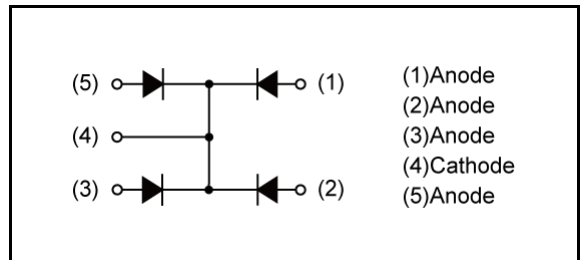 (5) (1)
(4)
(3) (2)
(1)Anode
(2)Anode
(3)Anode
(4)Cathode
(5)Anode